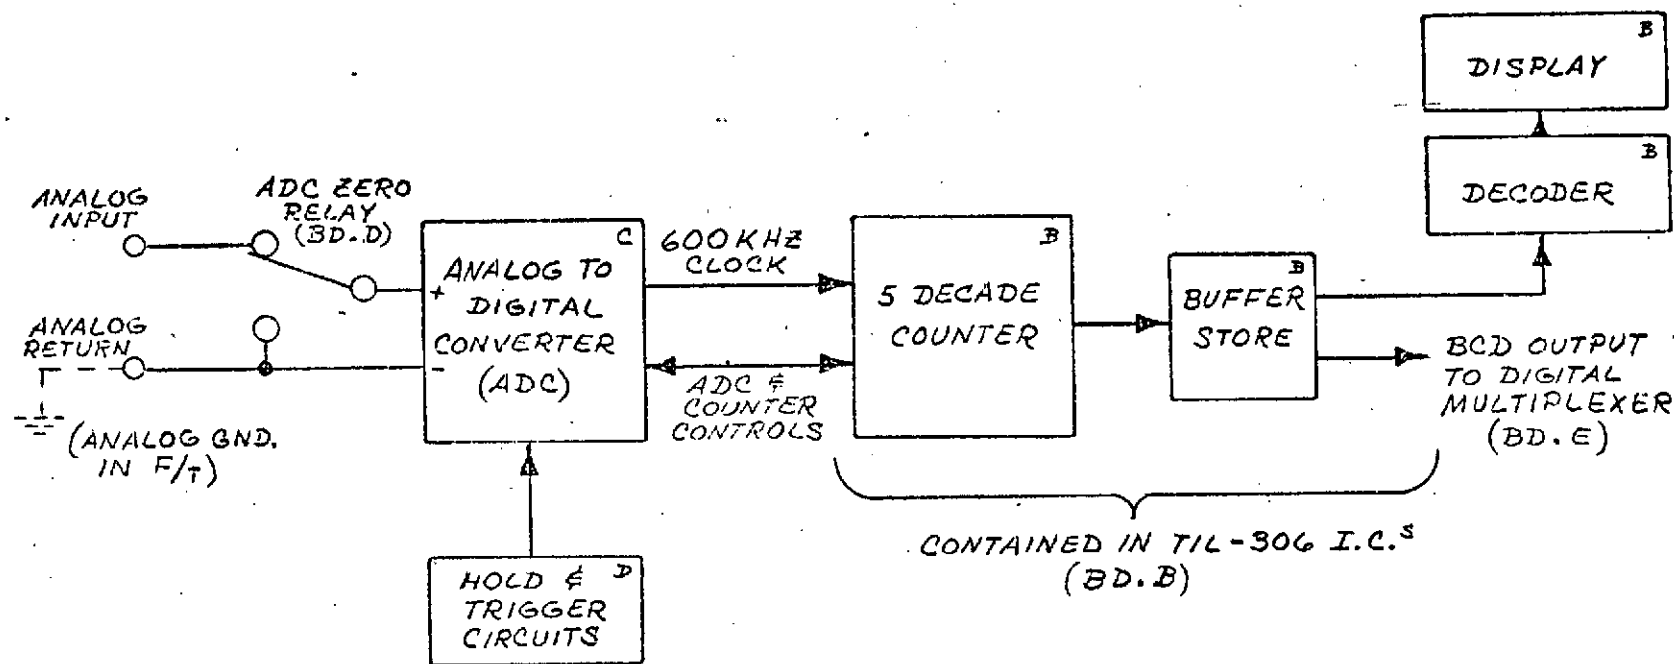 B
DISPLAY
B
DECODER
ANALOG
INPUT
ADC ZERO
RELAY
(BD.D)
C
ANALOG TO
DIGITAL
CONVERTER
(ADC)
+
-
600KHZ
CLOCK
B
5 DECADE
COUNTER
B
BUFFER
STORE
ANALOG
RETURN
(ANALOG GND.
IN F/T)
ADC &
COUNTER
CONTROLS
BCD OUTPUT
TO DIGITAL
MULTIPLEXER
(BD.E)
CONTAINED IN TIL-306 I.C.S
(BD.B)
D
HOLD &
TRIGGER
CIRCUITS